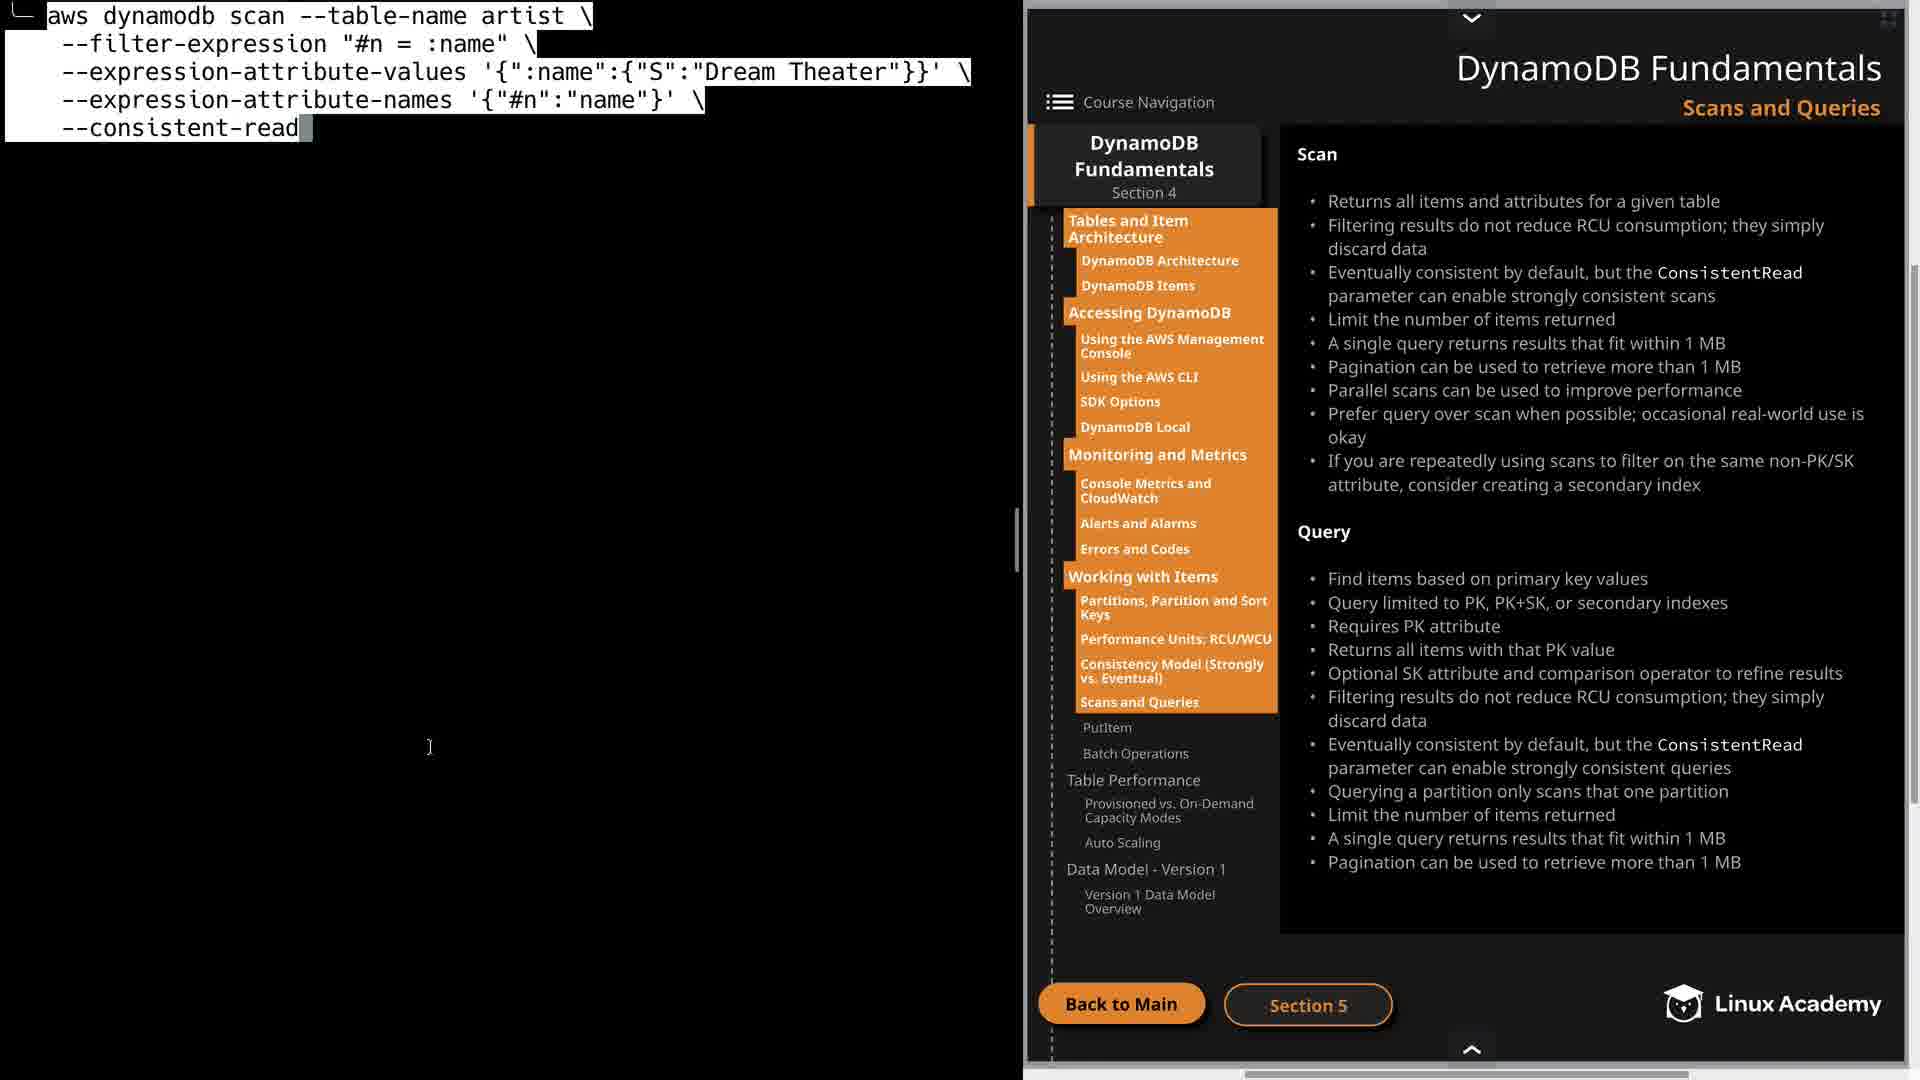 aws dynamodb scan --table-name artist \
--filter-expression "#n = :name" \
--expression-attribute-values '{":name":{"S":"Dream Theater"}}' \
--expression-attribute-names '{"#n":"name"}' \
--consistent-read
DynamoDB Fundamentals
Scans and Queries
Course Navigation
DynamoDB
Fundamentals
Section 4
Tables and Item
Architecture
DynamoDB Architecture
DynamoDB Items
Accessing DynamoDB
Using the AWS Management
Console
Using the AWS CLI
SDK Options
DynamoDB Local
Monitoring and Metrics
Console Metrics and
CloudWatch
Alerts and Alarms
Errors and Codes
Working with Items
Partitions, Partition and Sort
Keys
Performance Units: RCU/WCU
Consistency Model (Strongly
vs. Eventual)
Scans and Queries
PutItem
Batch Operations
Table Performance
Provisioned vs. On-Demand
Capacity Modes
Auto Scaling
Data Model - Version 1
Version 1 Data Model
Overview
Scan
• Returns all items and attributes for a given table
• Filtering results do not reduce RCU consumption; they simply
discard data
• Eventually consistent by default, but the ConsistentRead
parameter can enable strongly consistent scans
• Limit the number of items returned
• A single query returns results that fit within 1 MB
• Pagination can be used to retrieve more than 1 MB
• Parallel scans can be used to improve performance
• Prefer query over scan when possible; occasional real-world use is
okay
• If you are repeatedly using scans to filter on the same non-PK/SK
attribute, consider creating a secondary index
Query
• Find items based on primary key values
• Query limited to PK, PK+SK, or secondary indexes
• Requires PK attribute
• Returns all items with that PK value
• Optional SK attribute and comparison operator to refine results
• Filtering results do not reduce RCU consumption; they simply
discard data
• Eventually consistent by default, but the ConsistentRead
parameter can enable strongly consistent queries
• Querying a partition only scans that one partition
• Limit the number of items returned
• A single query returns results that fit within 1 MB
• Pagination can be used to retrieve more than 1 MB
Back to Main
Section 5
Linux Academy